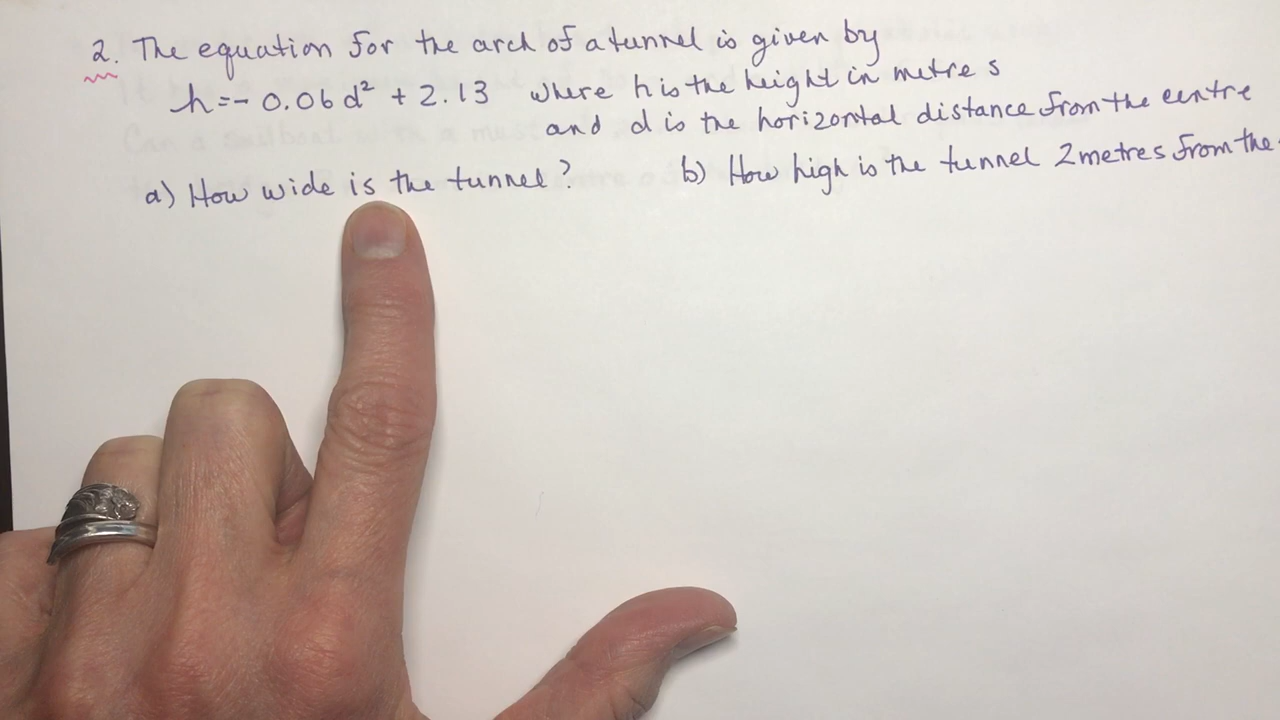 2. The equation for the arch of a tunnel is given by
h = - 0.06 d² + 2.13 where h is the height in metres
and d is the horizontal distance from the centre
a) How wide is the tunnel? b) How high is the tunnel 2 metres from the